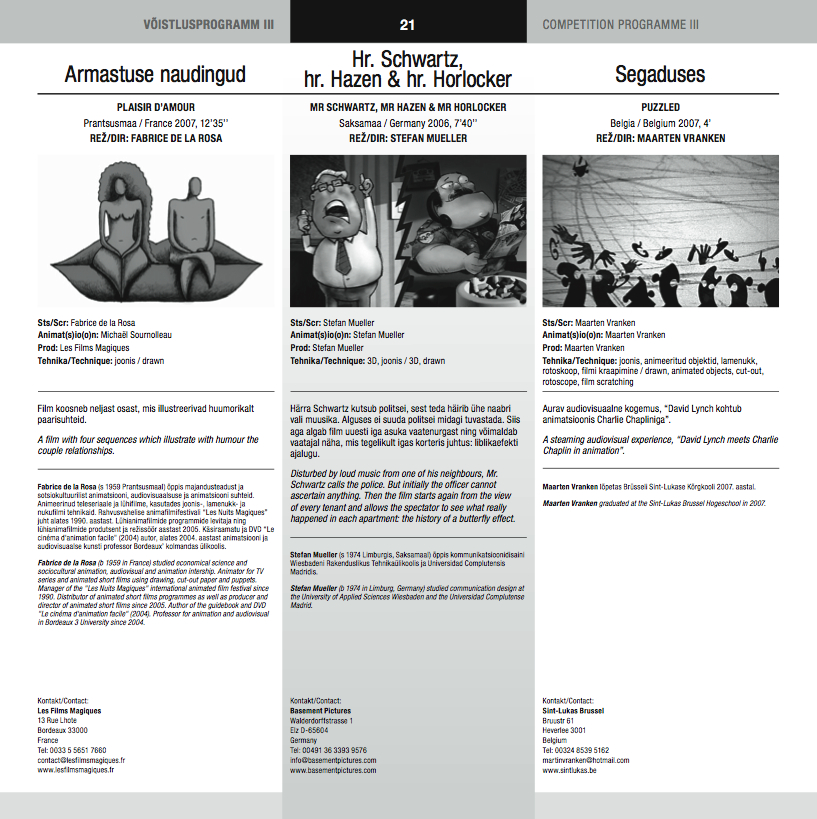 VÕISTLUSPROGRAMM III
21
COMPETITION PROGRAMME III
Armastuse naudingud
PLAISIR D'AMOUR
Prantsusmaa / France 2007, 12'35''
REŽ/DIR: FABRICE DE LA ROSA
Sts/Scr: Fabrice de la Rosa
Animat(s)io(o)n: Michaël Sournolleau
Prod: Les Films Magiques
Tehnika/Technique: joonis / drawn
Film koosneb neljast osast, mis illustreerivad huumorikalt
paarisuhteid.
A film with four sequences which illustrate with humour the
couple relationships.
Fabrice de la Rosa (s 1959 Prantsusmaal) õppis majandusteadust ja
sotsiokultuurilist animatsiooni, audiovisuaalsuse ja animatsiooni suhteid.
Animeerinud teleseriaale ja lühifilme, kasutades joonis-, lamenukk- ja
nukufilmi tehnikaid. Rahvusvahelise animafilmifestivali "Les Nuits Magiques"
juht alates 1990. aastast. Lühianimafilmide programmide levitaja ning
lühianimafilmide produtsent ja režissöör aastast 2005. Käsiraamatu ja DVD "Le
cinéma d'animation facile" (2004) autor, alates 2004. aastast animatsiooni ja
audiovisuaalse kunsti professor Bordeaux' kolmandas ülikoolis.
Fabrice de la Rosa (b 1959 in France) studied economical science and
sociocultural animation, audiovisual and animation intership. Animator for TV
series and animated short films using drawing, cut-out paper and puppets.
Manager of the "Les Nuits Magiques" international animated film festival since
1990. Distributor of animated short films programmes as well as producer and
director of animated short films since 2005. Author of the guidebook and DVD
"Le cinéma d'animation facile" (2004). Professor for animation and audiovisual
in Bordeaux 3 University since 2004.
Kontakt/Contact:
Les Films Magiques
13 Rue Lhote
Bordeaux 33000
France
Tel: 0033 5 5651 7660
contact@lesfilmsmagiques.fr
www.lesfilmsmagiques.fr
Hr. Schwartz,
hr. Hazen & hr. Horlocker
MR SCHWARTZ, MR HAZEN & MR HORLOCKER
Saksamaa / Germany 2006, 7'40''
REŽ/DIR: STEFAN MUELLER
Sts/Scr: Stefan Mueller
Animat(s)io(o)n: Stefan Mueller
Prod: Stefan Mueller
Tehnika/Technique: 3D, joonis / 3D, drawn
Härra Schwartz kutsub politsei, sest teda häirib ühe naabri
vali muusika. Alguses ei suuda politsei midagi tuvastada. Siis
aga algab film uuesti iga asuka vaatenurgast ning võimaldab
vaatajal näha, mis tegelikult igas korteris juhtus: liblikaefekti
ajalugu.
Disturbed by loud music from one of his neighbours, Mr.
Schwartz calls the police. But initially the officer cannot
ascertain anything. Then the film starts again from the view
of every tenant and allows the spectator to see what really
happened in each apartment: the history of a butterfly effect.
Stefan Mueller (s 1974 Limburgis, Saksamaal) õppis kommunikatsioonidisaini
Wiesbadeni Rakenduslikus Tehnikaülikoolis ja Universidad Complutensis
Madridis.
Stefan Mueller (b 1974 in Limburg, Germany) studied communication design at
the University of Applied Sciences Wiesbaden and the Universidad Complutense
Madrid.
Kontakt/Contact:
Basement Pictures
Walderdorffstrasse 1
Elz D-65604
Germany
Tel: 00491 36 3393 9576
info@basementpictures.com
www.basementpictures.com
Segaduses
PUZZLED
Belgia / Belgium 2007, 4'
REŽ/DIR: MAARTEN VRANKEN
Sts/Scr: Maarten Vranken
Animat(s)io(o)n: Maarten Vranken
Prod: Maarten Vranken
Tehnika/Technique: joonis, animeeritud objektid, lamenukk,
rotoskoop, filmi kraapimine / drawn, animated objects, cut-out,
rotoscope, film scratching
Aurav audiovisuaalne kogemus, "David Lynch kohtub
animatsioonis Charlie Chapliniga".
A steaming audiovisual experience, "David Lynch meets Charlie
Chaplin in animation".
Maarten Vranken lõpetas Brüsseli Sint-Lukase Kõrgkooli 2007. aastal.
Maarten Vranken graduated at the Sint-Lukas Brussel Hogeschool in 2007.
Kontakt/Contact:
Sint-Lukas Brussel
Bruustr 61
Heverlee 3001
Belgium
Tel: 00324 8539 5162
martinvranken@hotmail.com
www.sintlukas.be